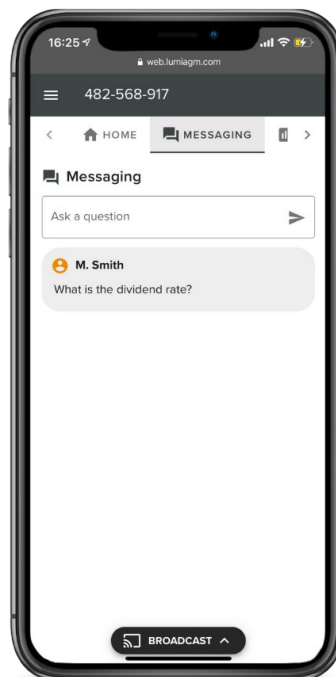 16:25
web.lumiagm.com
482-568-917
HOME
MESSAGING
Messaging
Ask a question
M. Smith
What is the dividend rate?
BROADCAST